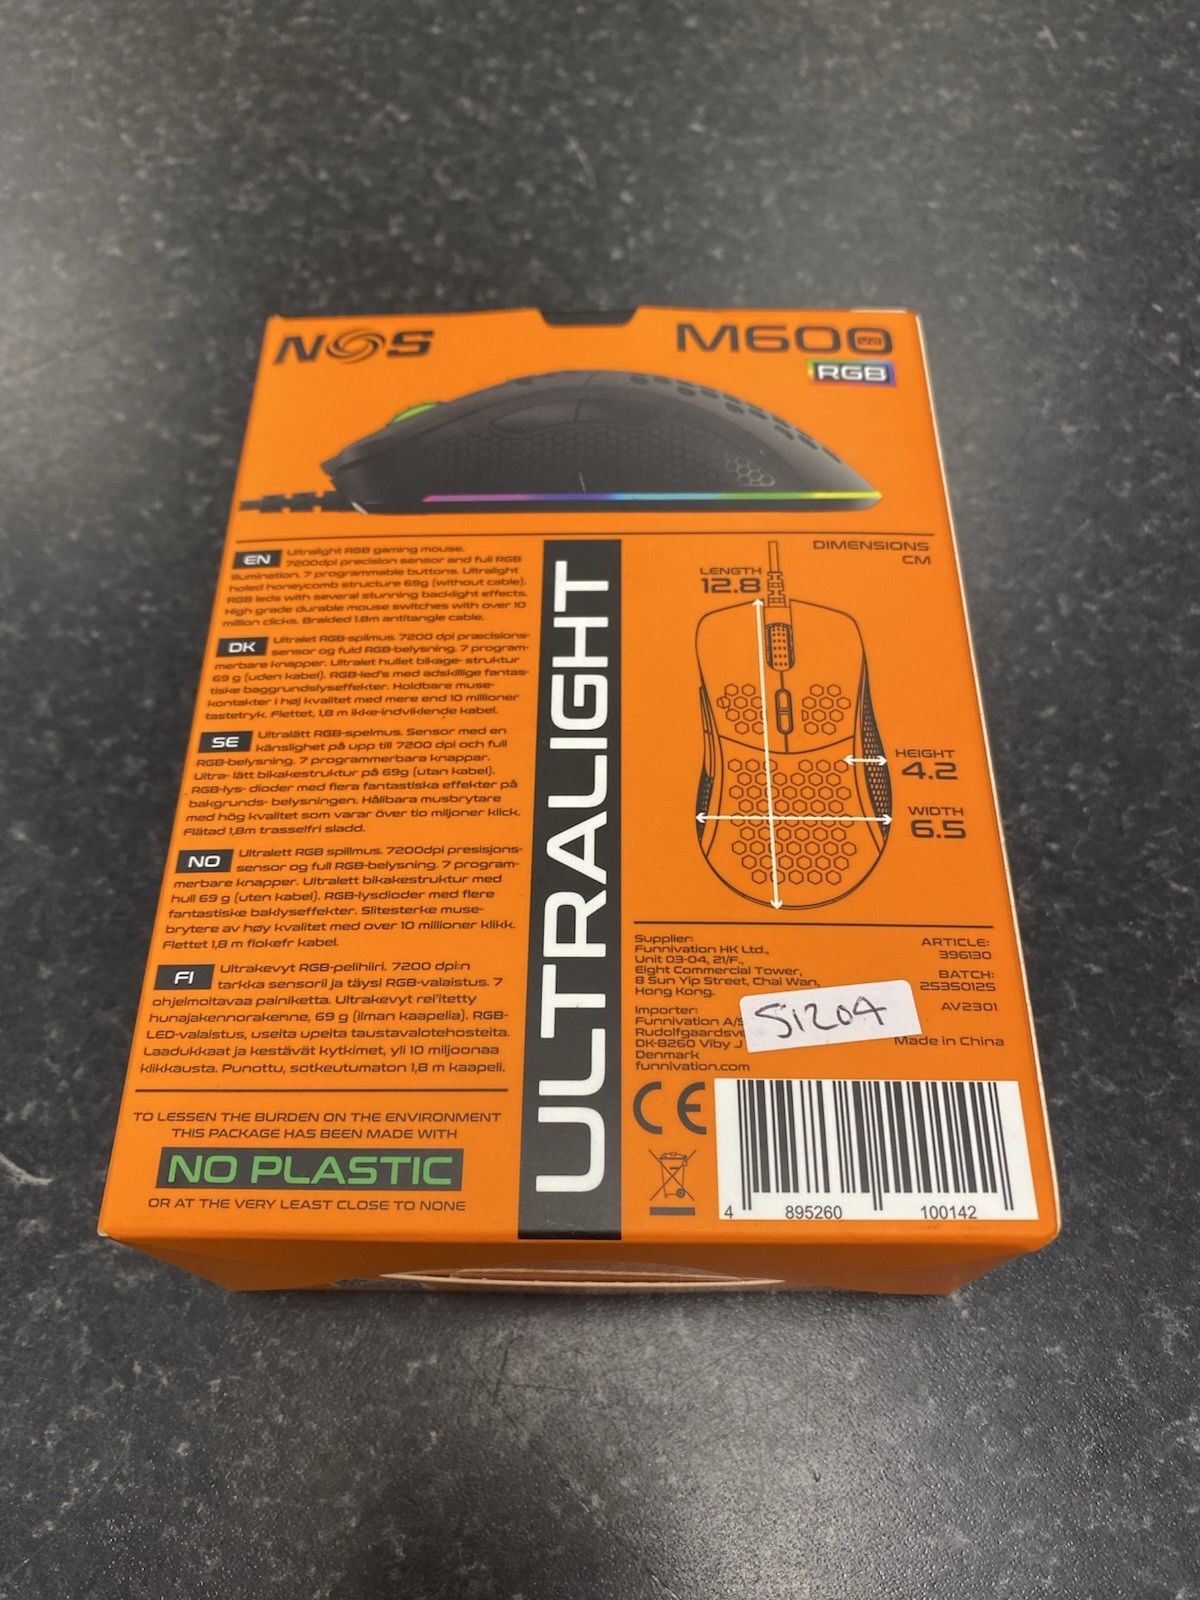 NOS
M600 V2
RGB
EN Ultralight RGB gaming mouse.
7200dpi precision sensor and full RGB
illumination. 7 programmable buttons. Ultralight
holed honeycomb structure 69g (without cable).
RGB leds with several stunning backlight effects.
High grade durable mouse switches with over 10
million clicks. Braided 1.8m antitangle cable.
DK Ultralet RGB-spilmus. 7200 dpi præcisions-
sensor og fuld RGB-belysning. 7 program-
merbare knapper. Ultralet hullet bikage- struktur
69 g (uden kabel). RGB-led's med adskillige fantas-
tiske baggrundslyseffekter. Holdbare muse-
kontakter i høj kvalitet med mere end 10 millioner
tastetryk. Flettet, 1,8 m ikke-indviklende kabel.
SE Ultralätt RGB-spelmus. Sensor med en
känslighet på upp till 7200 dpi och full
RGB-belysning. 7 programmerbara knappar.
Ultra- lätt bikakestruktur på 69g (utan kabel).
RGB-lys- dioder med flera fantastiska effekter på
bakgrunds- belysningen. Hållbara musbrytare
med hög kvalitet som varar över tio miljoner klick.
Flätad 1,8m trasselfri sladd.
NO Ultralett RGB spillmus. 7200dpi presisjons-
sensor og full RGB-belysning. 7 program-
merbare knapper. Ultralett bikakestruktur med
hull 69 g (uten kabel). RGB-lysdioder med flere
fantastiske baklyseffekter. Slitesterke muse-
brytere av høy kvalitet med over 10 millioner klikk.
Flettet 1,8 m flokefr kabel.
FI Ultrakevyt RGB-pelihiiri. 7200 dpi:n
tarkka sensorii ja täysi RGB-valaistus. 7
ohjelmoitavaa painiketta. Ultrakevyt rei'itetty
hunajakennorakenne, 69 g (ilman kaapelia). RGB-
LED-valaistus, useita upeita taustavalotehosteita.
Laadukkaat ja kestävät kytkimet, yli 10 miljoonaa
klikkausta. Punottu, sotkeutumaton 1,8 m kaapeli.
TO LESSEN THE BURDEN ON THE ENVIRONMENT
THIS PACKAGE HAS BEEN MADE WITH
NO PLASTIC
OR AT THE VERY LEAST CLOSE TO NONE
ULTRALIGHT
DIMENSIONS
CM
LENGTH
12.8
HEIGHT
4.2
WIDTH
6.5
Supplier:
Funnivation HK Ltd.,
Unit 03-04, 21/F.,
Eight Commercial Tower,
8 Sun Yip Street, Chai Wan,
Hong Kong.
Importer:
Funnivation A/S
Rudolfgaardsve
DK-8260 Viby J
Denmark
funnivation.com
ARTICLE:
396130
BATCH:
25350125
AV2301
51204
Made in China
CE
4 895260 100142